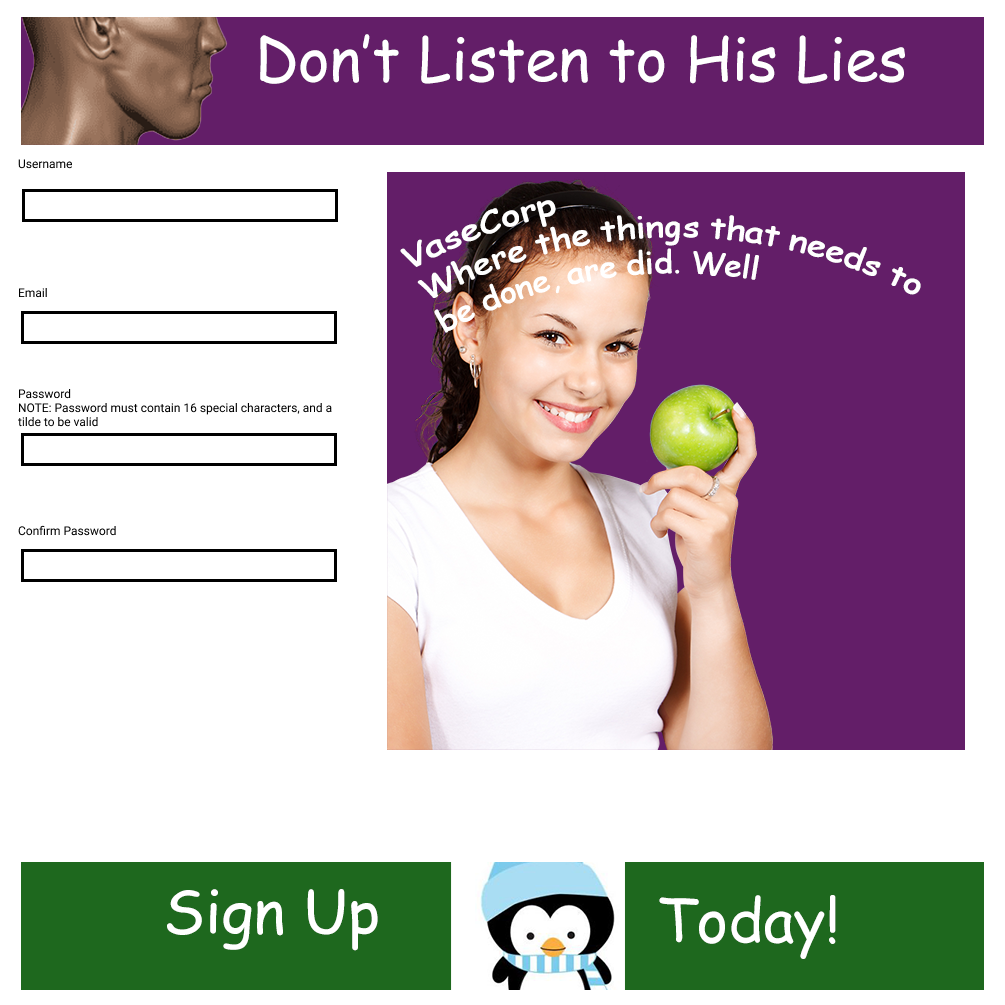 Don't Listen to His Lies
Username
Email
Password
NOTE: Password must contain 16 special characters, and a
tilde to be valid
Confirm Password
VaseCorp
Where the things that needs to
be done, are did. Well
Sign Up
Today!